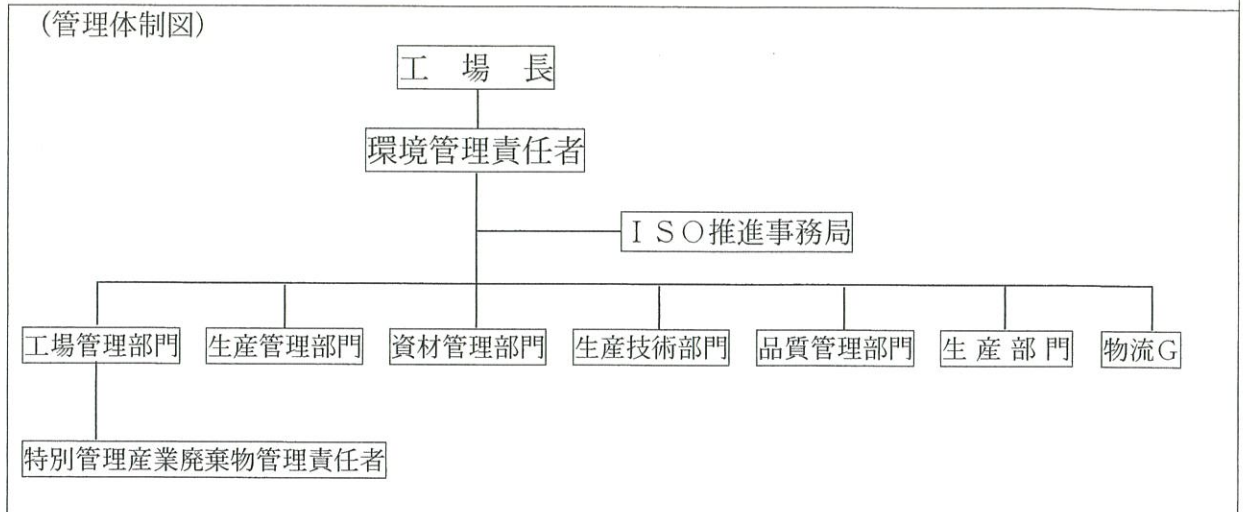 (管理体制図)
工 場 長
環境管理責任者
ＩＳＯ推進事務局
工場管理部門 生産管理部門 資材管理部門 生産技術部門 品質管理部門 生 産 部 門 物流G
特別管理産業廃棄物管理責任者